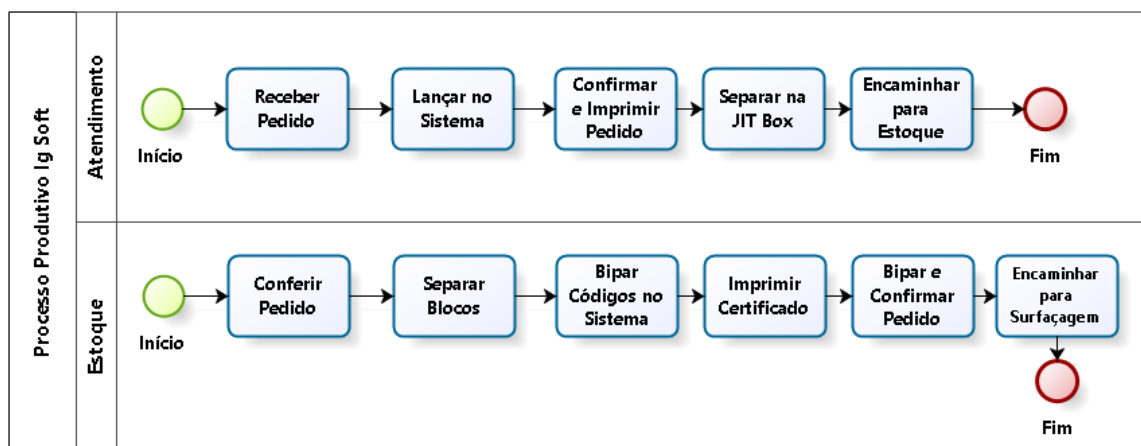 Processo Produtivo Ig Soft
Atendimento
Início
Receber
Pedido
Lançar no
Sistema
Confirmar
e Imprimir
Pedido
Separar na
JIT Box
Encaminhar
para
Estoque
Fim
Estoque
Início
Conferir
Pedido
Separar
Blocos
Bipar
Códigos no
Sistema
Imprimir
Certificado
Bipar e
Confirmar
Pedido
Encaminhar
para
Surfaçagem
Fim